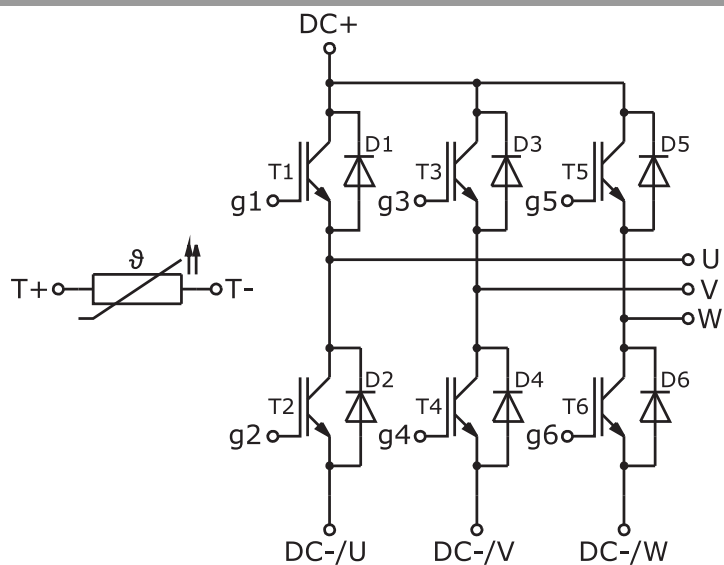 DC+
T1 D1 T3 D3 T5 D5
g1 g3 g5
ϑ
U
T+ T-
V
W
T2 D2 T4 D4 T6 D6
g2 g4 g6
DC-/U DC-/V DC-/W